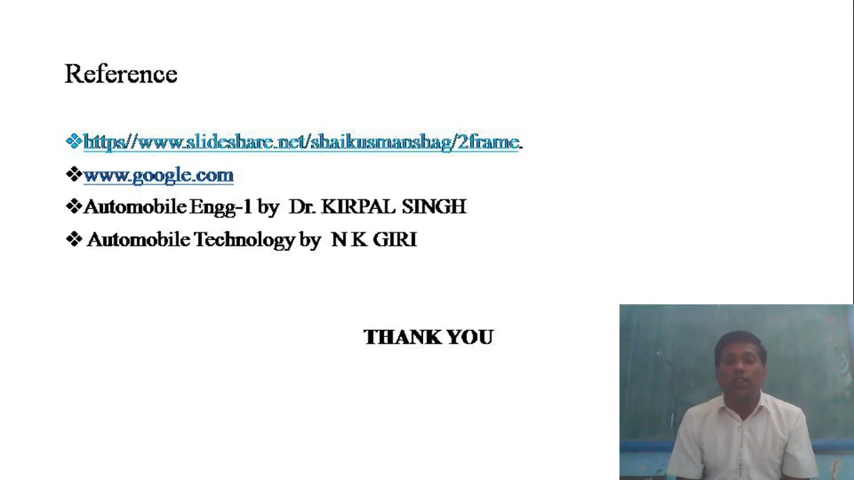 Reference
❖https//www.slideshare.net/shaikusmanshag/2frame.
❖www.google.com
❖Automobile Engg-1 by Dr. KIRPAL SINGH
❖ Automobile Technology by N K GIRI
THANK YOU